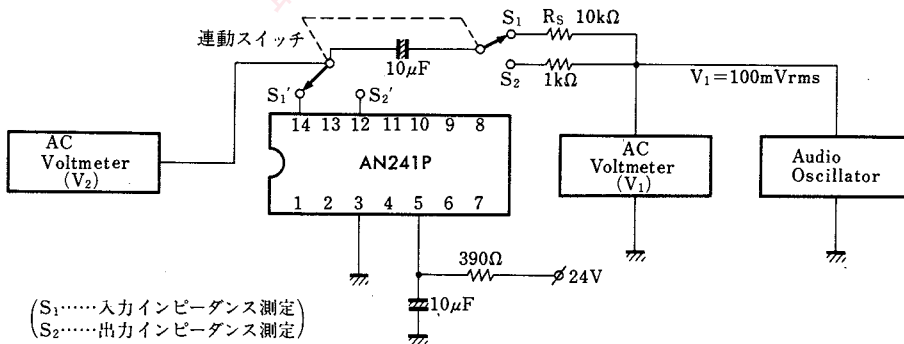 連動スイッチ
S₁ R_S 10kΩ
10μF
S₂ 1kΩ
V₁=100mVrms
S₁′ S₂′
14 13 12 11 10 9 8
AN241P
1 2 3 4 5 6 7
AC
Voltmeter
(V₂)
AC
Voltmeter
(V₁)
Audio
Oscillator
390Ω
24V
10μF
(S₁……入力インピーダンス測定)
(S₂……出力インピーダンス測定)